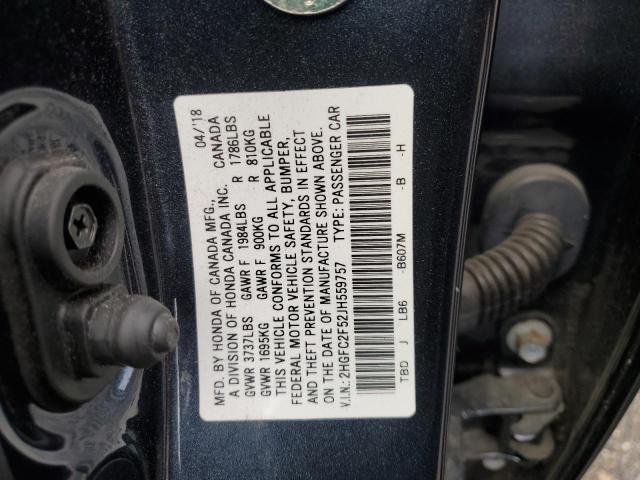 MFD. BY HONDA OF CANADA MFG., 04/'18
A DIVISION OF HONDA CANADA INC. CANADA
GVWR 3737LBS GAWR F 1984LBS R 1786LBS
GVWR 1695KG GAWR F 900KG R 810KG
THIS VEHICLE CONFORMS TO ALL APPLICABLE
FEDERAL MOTOR VEHICLE SAFETY, BUMPER,
AND THEFT PREVENTION STANDARDS IN EFFECT
ON THE DATE OF MANUFACTURE SHOWN ABOVE.
V.I.N.: 2HGFC2F52JH559757 TYPE: PASSENGER CAR
TBD J LB6 -B607M -B -H